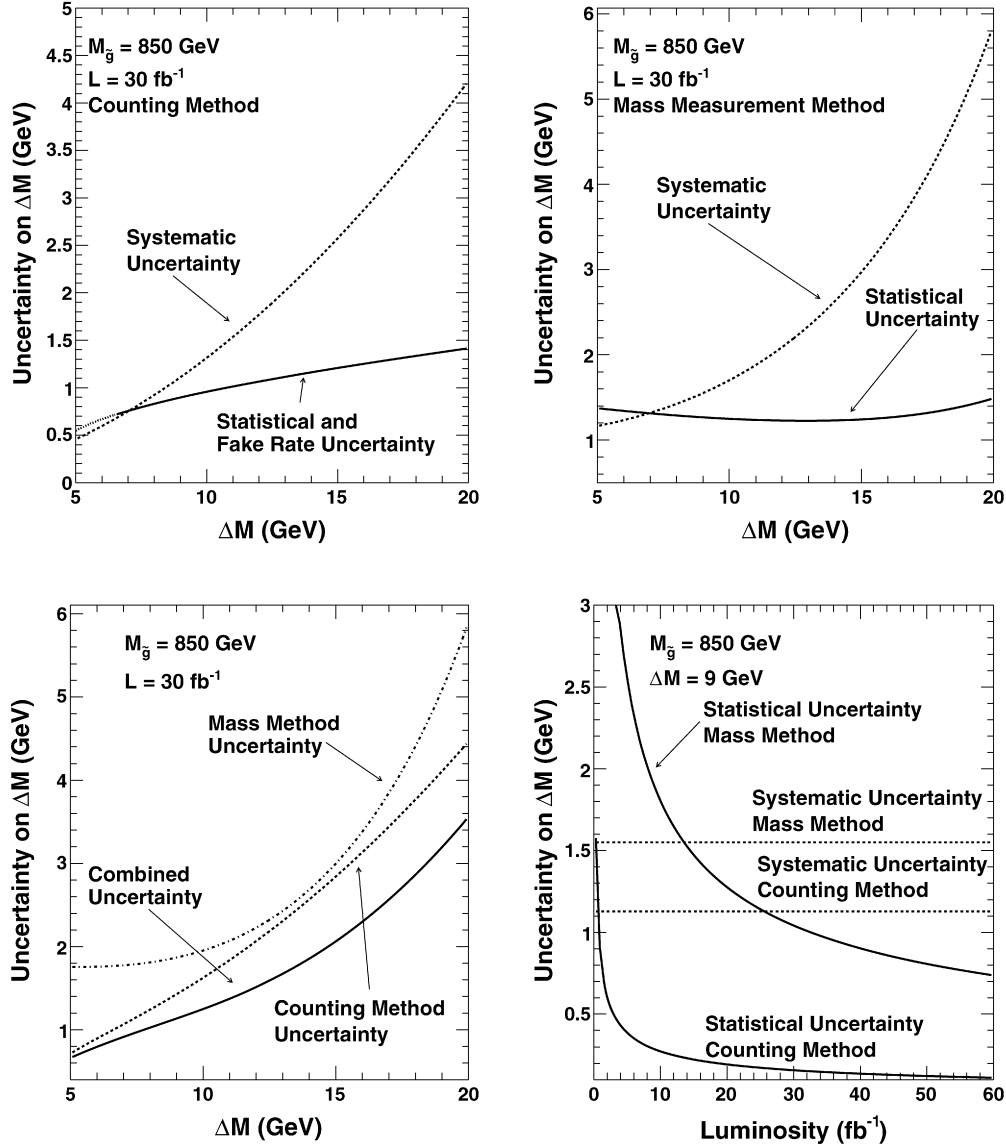 M_g̃ = 850 GeV
L = 30 fb⁻¹
Counting Method
Systematic
Uncertainty
Statistical and
Fake Rate Uncertainty
Uncertainty on ΔM (GeV)
5
4.5
4
3.5
3
2.5
2
1.5
1
0.5
0
5 10 15 20
ΔM (GeV)
M_g̃ = 850 GeV
L = 30 fb⁻¹
Mass Measurement Method
Systematic
Uncertainty
Statistical
Uncertainty
Uncertainty on ΔM (GeV)
6
5
4
3
2
1
5 10 15 20
ΔM (GeV)
M_g̃ = 850 GeV
L = 30 fb⁻¹
Mass Method
Uncertainty
Combined
Uncertainty
Counting Method
Uncertainty
Uncertainty on ΔM (GeV)
6
5
4
3
2
1
5 10 15 20
ΔM (GeV)
M_g̃ = 850 GeV
ΔM = 9 GeV
Statistical Uncertainty
Mass Method
Systematic Uncertainty
Mass Method
Systematic Uncertainty
Counting Method
Statistical Uncertainty
Counting Method
Uncertainty on ΔM (GeV)
3
2.5
2
1.5
1
0.5
0 10 20 30 40 50 60
Luminosity (fb⁻¹)